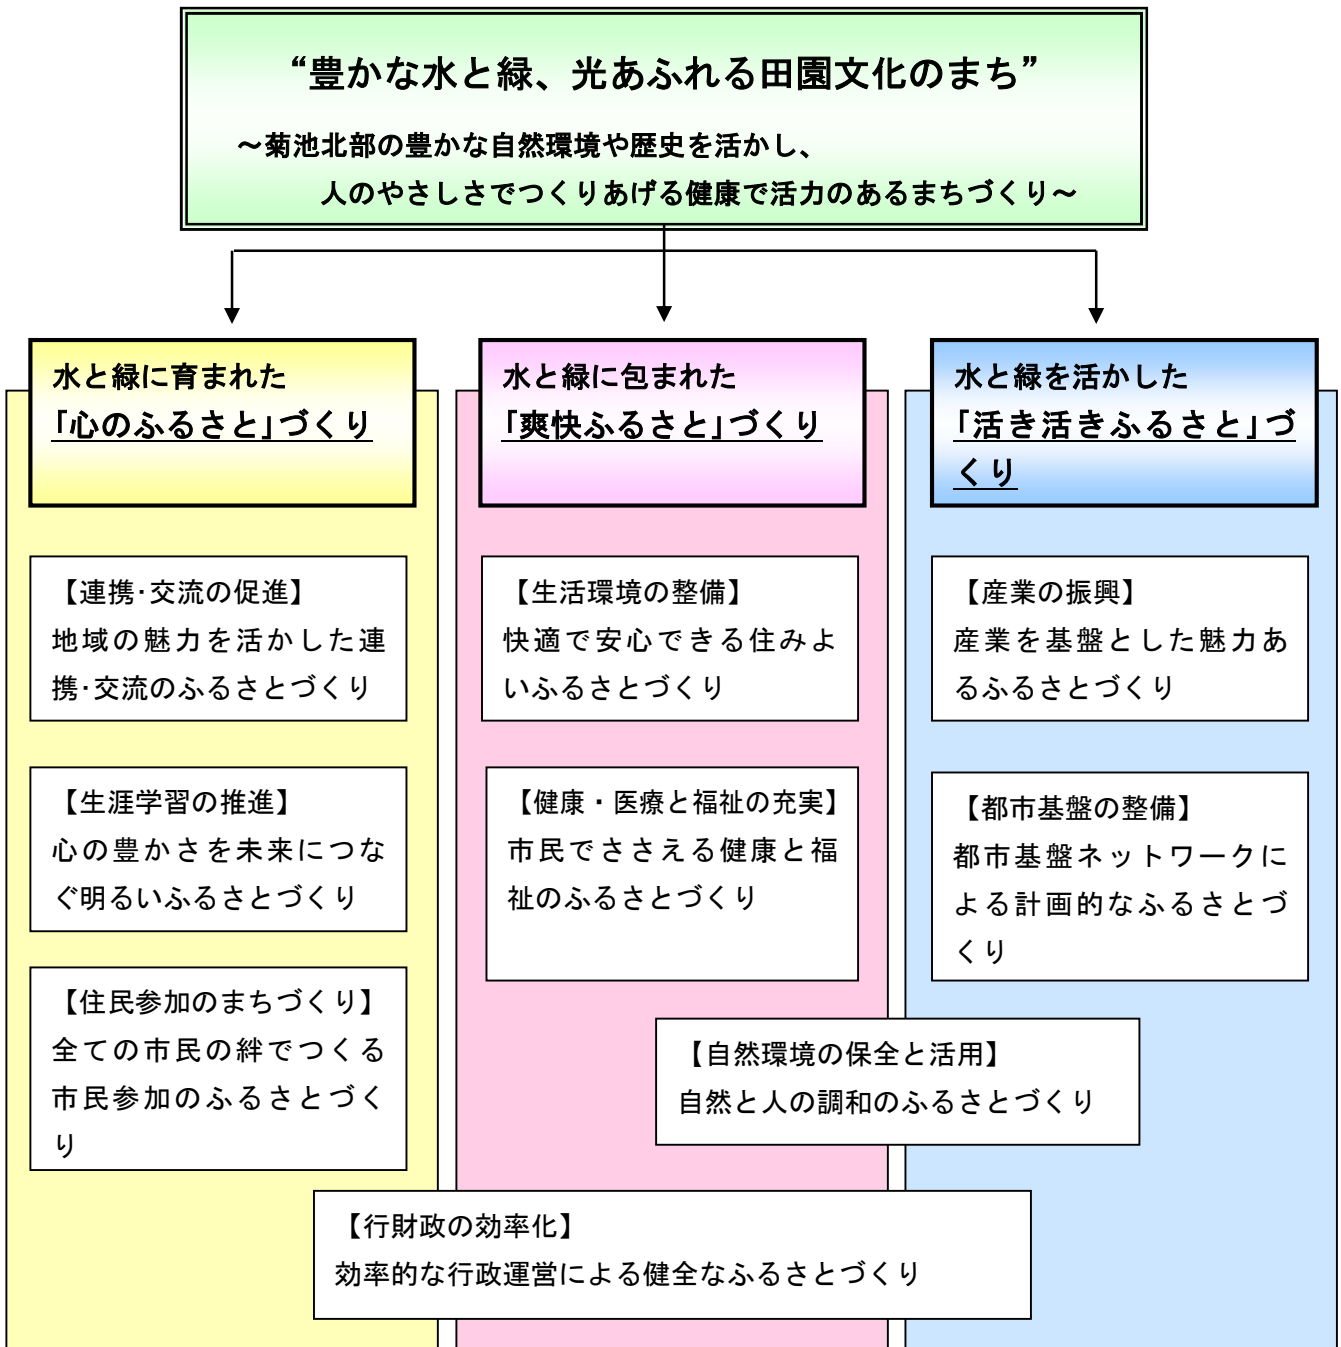 “豊かな水と緑、光あふれる田園文化のまち”
～菊池北部の豊かな自然環境や歴史を活かし、
人のやさしさでつくりあげる健康で活力のあるまちづくり～
水と緑に育まれた
「心のふるさと」づくり
【連携・交流の促進】
地域の魅力を活かした連
携・交流のふるさとづくり
【生涯学習の推進】
心の豊かさを未来につな
ぐ明るいふるさとづくり
【住民参加のまちづくり】
全ての市民の絆でつくる
市民参加のふるさとづく
り
水と緑に包まれた
「爽快ふるさと」づくり
【生活環境の整備】
快適で安心できる住みよ
いふるさとづくり
【健康・医療と福祉の充実】
市民でささえる健康と福
祉のふるさとづくり
水と緑を活かした
「活き活きふるさと」づ
くり
【産業の振興】
産業を基盤とした魅力あ
るふるさとづくり
【都市基盤の整備】
都市基盤ネットワークに
よる計画的なふるさとづ
くり
【自然環境の保全と活用】
自然と人の調和のふるさとづくり
【行財政の効率化】
効率的な行政運営による健全なふるさとづくり